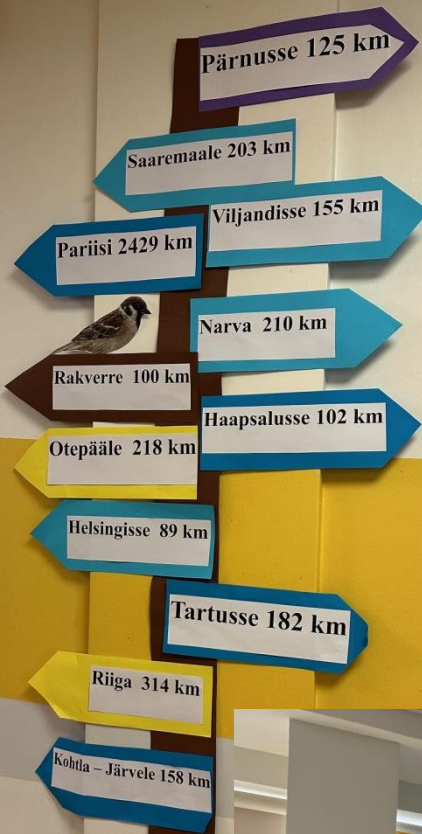 Pärnusse 125 km
Saaremaale 203 km
Viljandisse 155 km
Pariisi 2429 km
Narva 210 km
Rakverre 100 km
Haapsalusse 102 km
Otepääle 218 km
Helsingisse 89 km
Tartusse 182 km
Riiga 314 km
Kohtla – Järvele 158 km